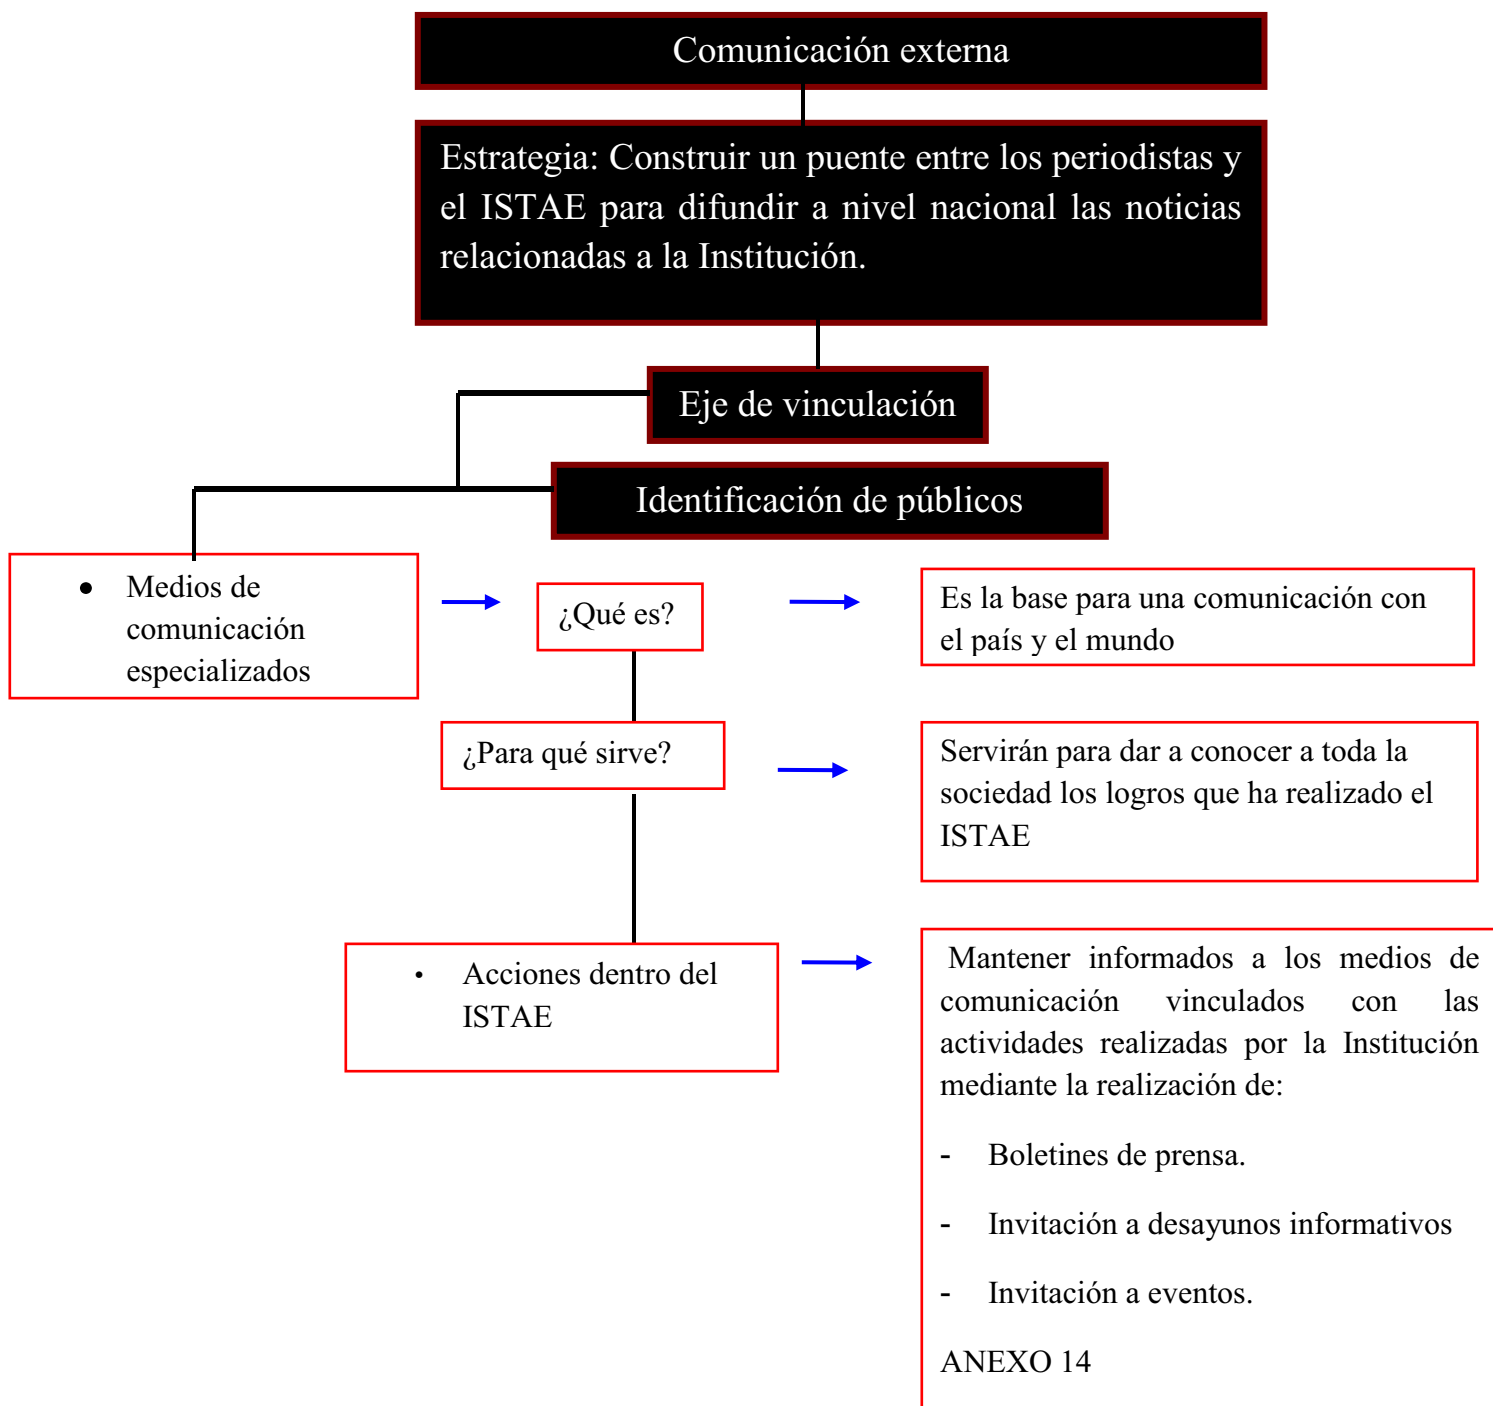 Comunicación externa
Estrategia: Construir un puente entre los periodistas y
el ISTAE para difundir a nivel nacional las noticias
relacionadas a la Institución.
Eje de vinculación
Identificación de públicos
● Medios de
comunicación
especializados
¿Qué es?
Es la base para una comunicación con
el país y el mundo
¿Para qué sirve?
Servirán para dar a conocer a toda la
sociedad los logros que ha realizado el
ISTAE
• Acciones dentro del
ISTAE
Mantener informados a los medios de
comunicación vinculados con las
actividades realizadas por la Institución
mediante la realización de:
- Boletines de prensa.
- Invitación a desayunos informativos
- Invitación a eventos.
ANEXO 14